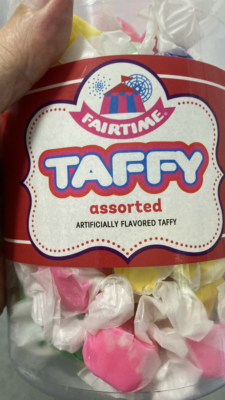 FAIRTIME
TAFFY
assorted
ARTIFICIALLY FLAVORED TAFFY